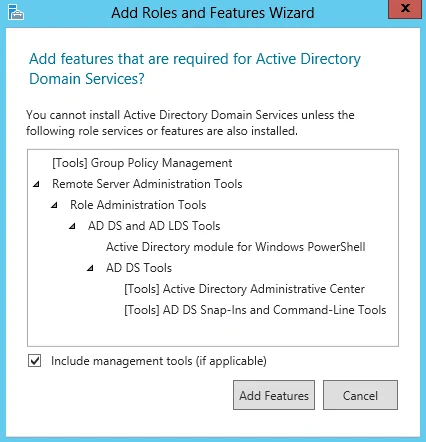 Add Roles and Features Wizard
x
Add features that are required for Active Directory
Domain Services?
You cannot install Active Directory Domain Services unless the
following role services or features are also installed.
[Tools] Group Policy Management
Remote Server Administration Tools
Role Administration Tools
AD DS and AD LDS Tools
Active Directory module for Windows PowerShell
AD DS Tools
[Tools] Active Directory Administrative Center
[Tools] AD DS Snap-Ins and Command-Line Tools
Include management tools (if applicable)
Add Features
Cancel